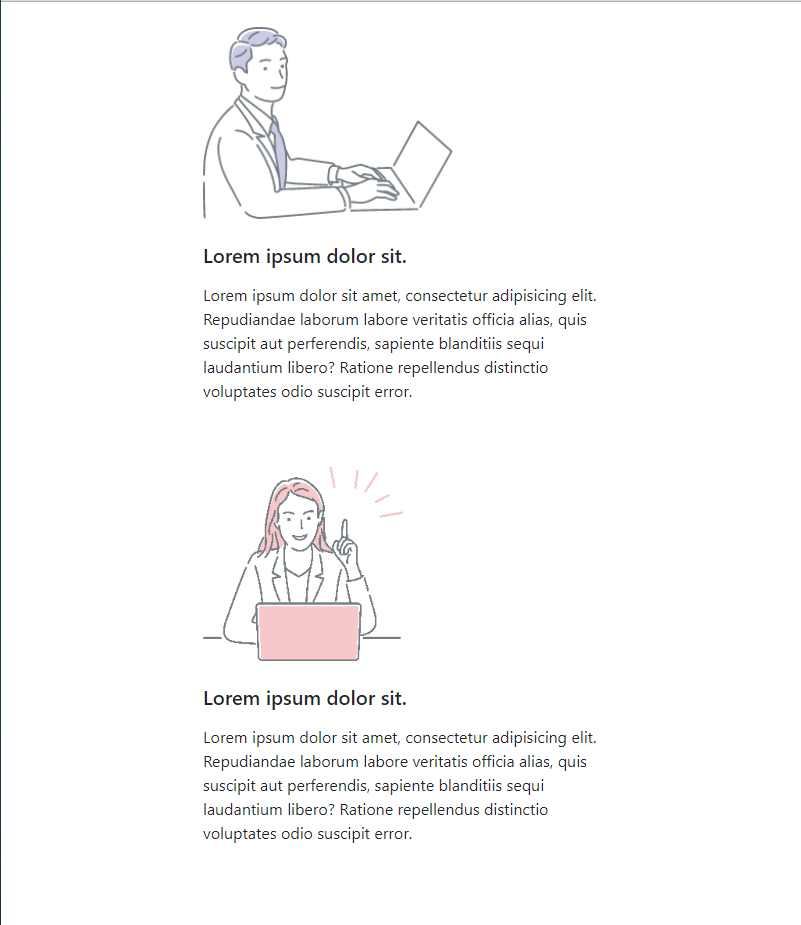 Lorem ipsum dolor sit.
Lorem ipsum dolor sit amet, consectetur adipisicing elit.
Repudiandae laborum labore veritatis officia alias, quis
suscipit aut perferendis, sapiente blanditiis sequi
laudantium libero? Ratione repellendus distinctio
voluptates odio suscipit error.
Lorem ipsum dolor sit.
Lorem ipsum dolor sit amet, consectetur adipisicing elit.
Repudiandae laborum labore veritatis officia alias, quis
suscipit aut perferendis, sapiente blanditiis sequi
laudantium libero? Ratione repellendus distinctio
voluptates odio suscipit error.